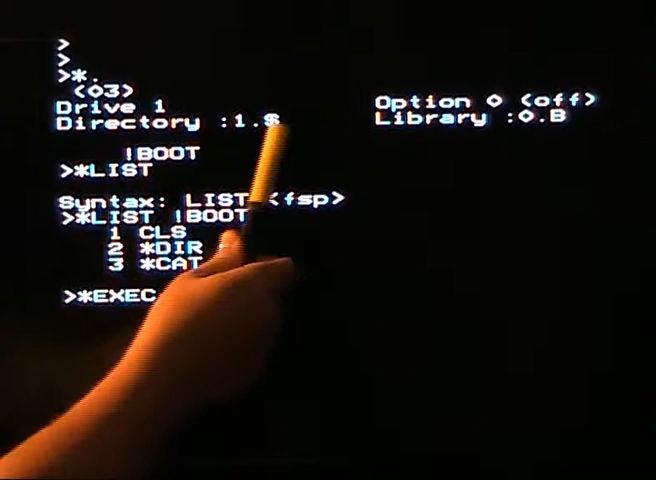 >
>
>*.
(03)
Drive 1 Option 0 (off)
Directory :1.$ Library :0.B
!BOOT
>*LIST
Syntax: LIST <fsp>
>*LIST !BOOT
1 CLS
2 *DIR
3 *CAT
>*EXEC